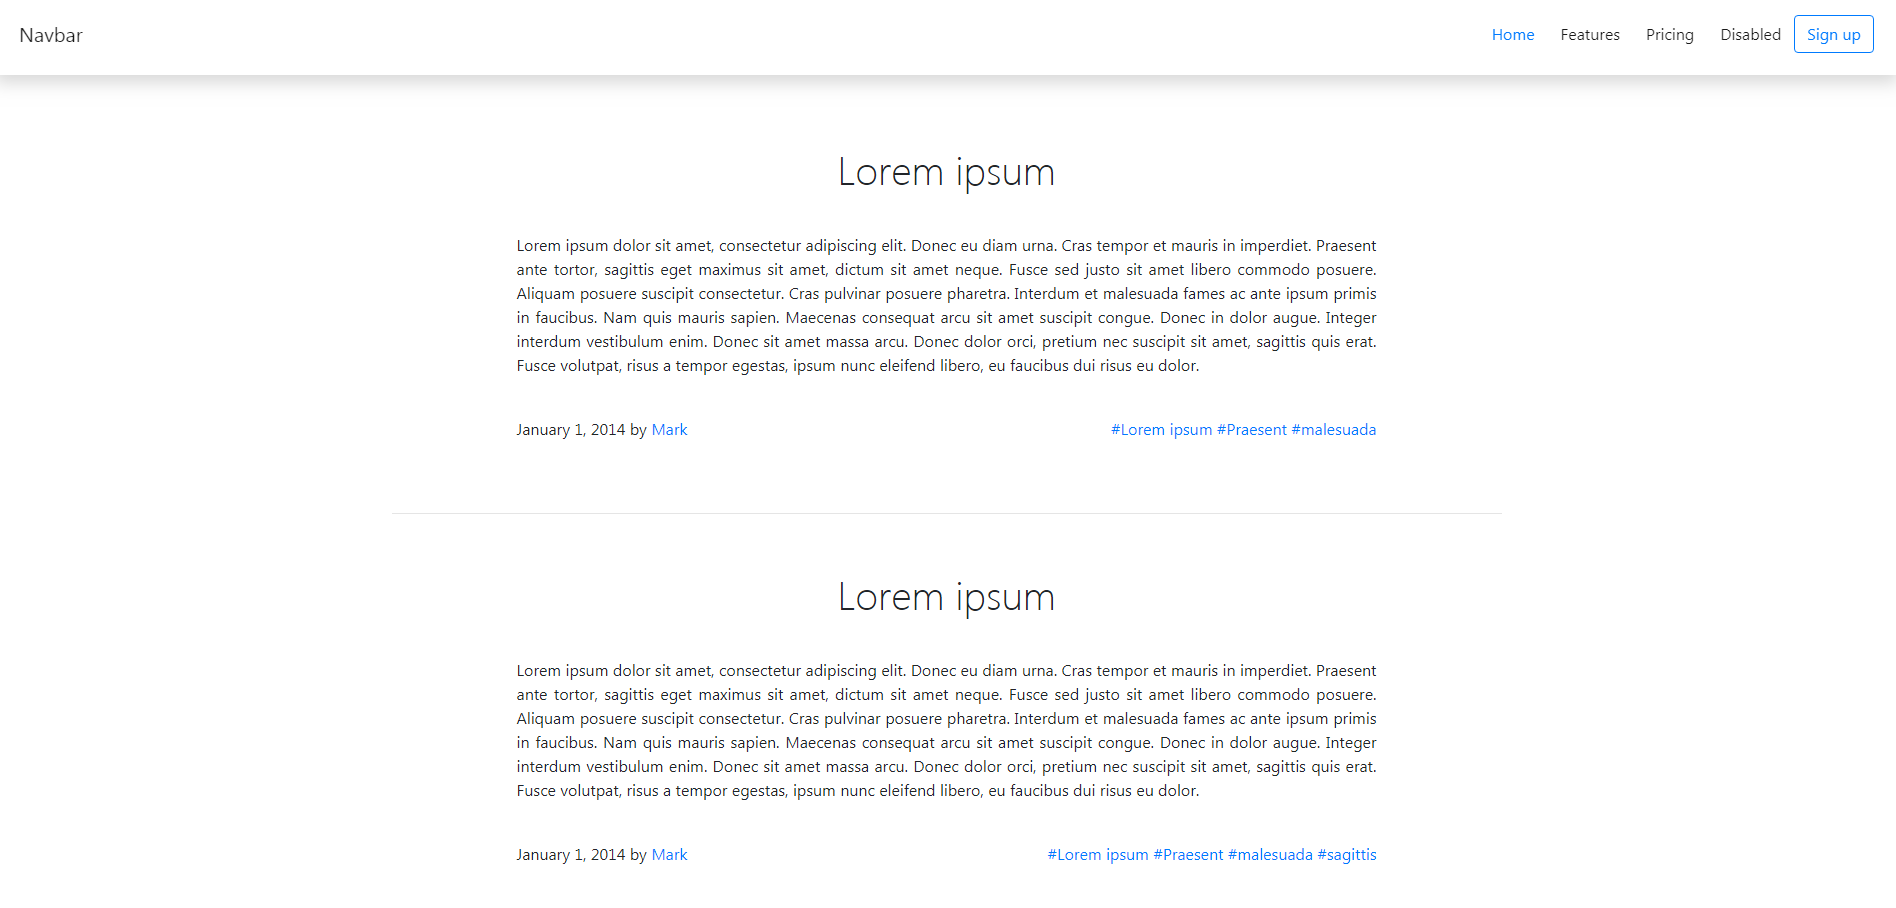 Navbar Home Features Pricing Disabled Sign up
Lorem ipsum
Lorem ipsum dolor sit amet, consectetur adipiscing elit. Donec eu diam urna. Cras tempor et mauris in imperdiet. Praesent
ante tortor, sagittis eget maximus sit amet, dictum sit amet neque. Fusce sed justo sit amet libero commodo posuere.
Aliquam posuere suscipit consectetur. Cras pulvinar posuere pharetra. Interdum et malesuada fames ac ante ipsum primis
in faucibus. Nam quis mauris sapien. Maecenas consequat arcu sit amet suscipit congue. Donec in dolor augue. Integer
interdum vestibulum enim. Donec sit amet massa arcu. Donec dolor orci, pretium nec suscipit sit amet, sagittis quis erat.
Fusce volutpat, risus a tempor egestas, ipsum nunc eleifend libero, eu faucibus dui risus eu dolor.
January 1, 2014 by Mark #Lorem ipsum #Praesent #malesuada
Lorem ipsum
Lorem ipsum dolor sit amet, consectetur adipiscing elit. Donec eu diam urna. Cras tempor et mauris in imperdiet. Praesent
ante tortor, sagittis eget maximus sit amet, dictum sit amet neque. Fusce sed justo sit amet libero commodo posuere.
Aliquam posuere suscipit consectetur. Cras pulvinar posuere pharetra. Interdum et malesuada fames ac ante ipsum primis
in faucibus. Nam quis mauris sapien. Maecenas consequat arcu sit amet suscipit congue. Donec in dolor augue. Integer
interdum vestibulum enim. Donec sit amet massa arcu. Donec dolor orci, pretium nec suscipit sit amet, sagittis quis erat.
Fusce volutpat, risus a tempor egestas, ipsum nunc eleifend libero, eu faucibus dui risus eu dolor.
January 1, 2014 by Mark #Lorem ipsum #Praesent #malesuada #sagittis